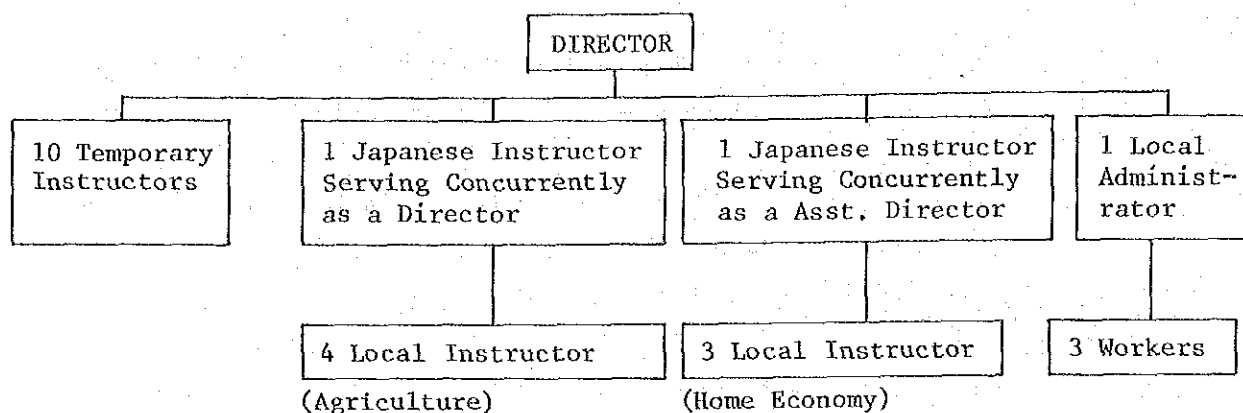 DIRECTOR
10 Temporary
Instructors
1 Japanese Instructor
Serving Concurrently
as a Director
1 Japanese Instructor
Serving Concurrently
as a Asst. Director
1 Local
Administ-
rator
4 Local Instructor
(Agriculture)
3 Local Instructor
(Home Economy)
3 Workers